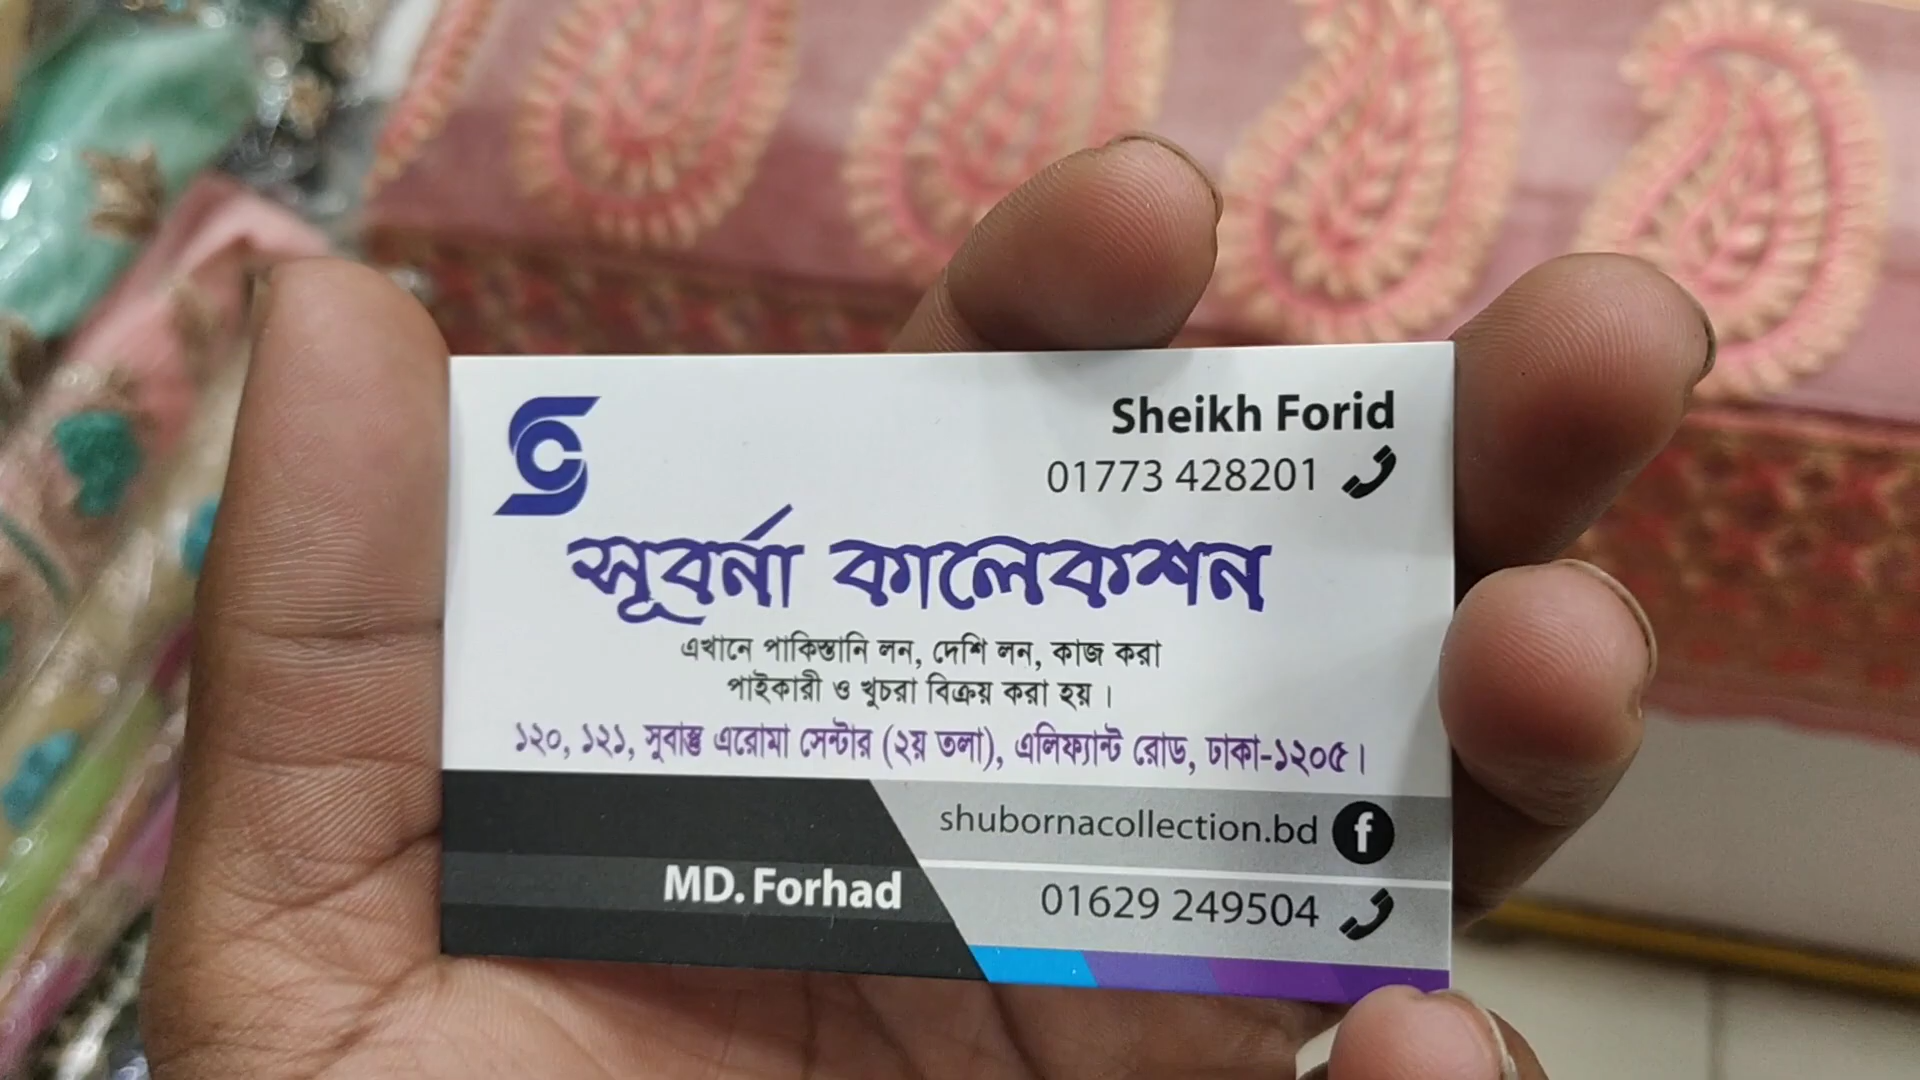 Sheikh Forid
01773 428201
সূবর্না কালেকশন
এখানে পাকিস্তানি লন, দেশি লন, কাজ করা
পাইকারী ও খুচরা বিক্রয় করা হয়।
১২০, ১২১, সুবাস্তু এরোমা সেন্টার (২য় তলা), এলিফ্যান্ট রোড, ঢাকা-১২০৫।
shubornacollection.bd
MD. Forhad
01629 249504